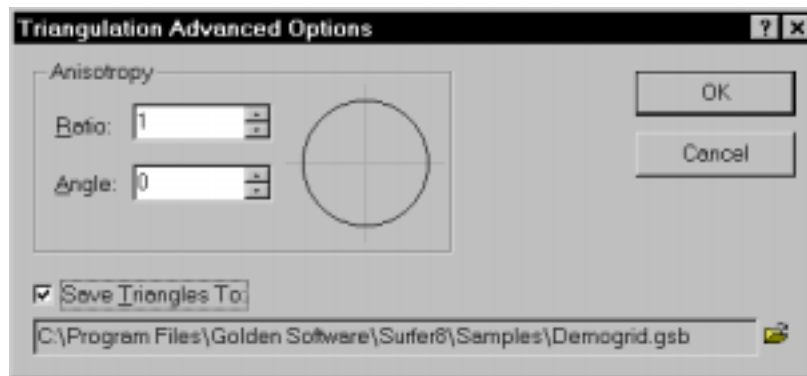 Triangulation Advanced Options
Anisotropy
Ratio: 1
Angle: 0
OK
Cancel
Save Triangles To:
C:\Program Files\Golden Software\Surfer8\Samples\Demogrid.gsb